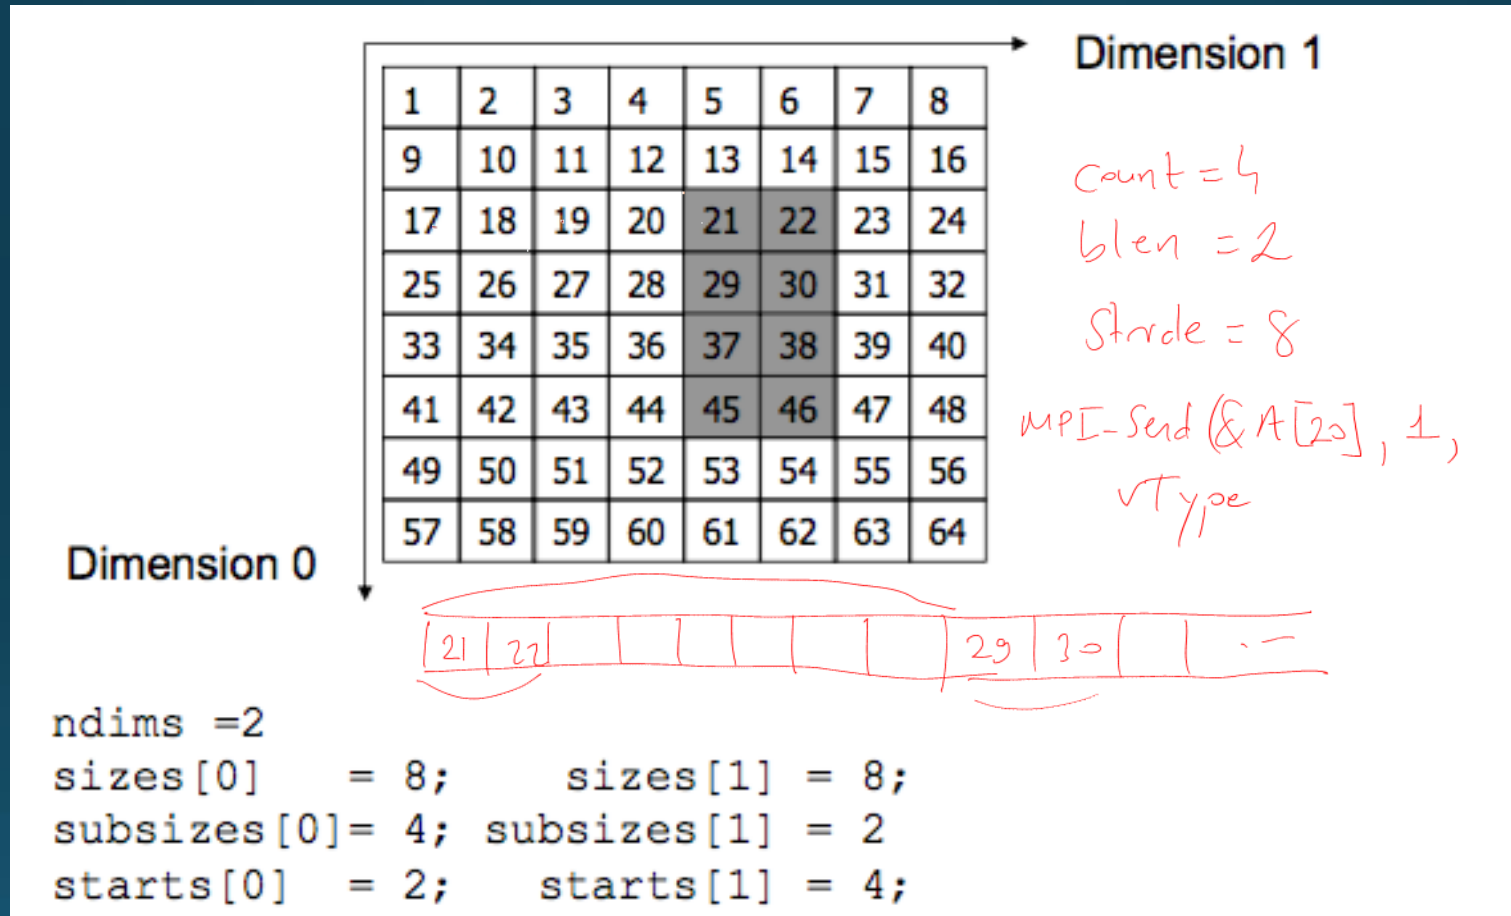 Dimension 1
1 2 3 4 5 6 7 8
9 10 11 12 13 14 15 16
17 18 19 20 21 22 23 24
25 26 27 28 29 30 31 32
33 34 35 36 37 38 39 40
41 42 43 44 45 46 47 48
49 50 51 52 53 54 55 56
57 58 59 60 61 62 63 64
Dimension 0
count = 4
blen = 2
Stride = 8
MPI-Send (&A[20], 1,
vType
21 22 29 30 ..-
ndims =2
sizes[0] = 8; sizes[1] = 8;
subsizes[0]= 4; subsizes[1] = 2
starts[0] = 2; starts[1] = 4;